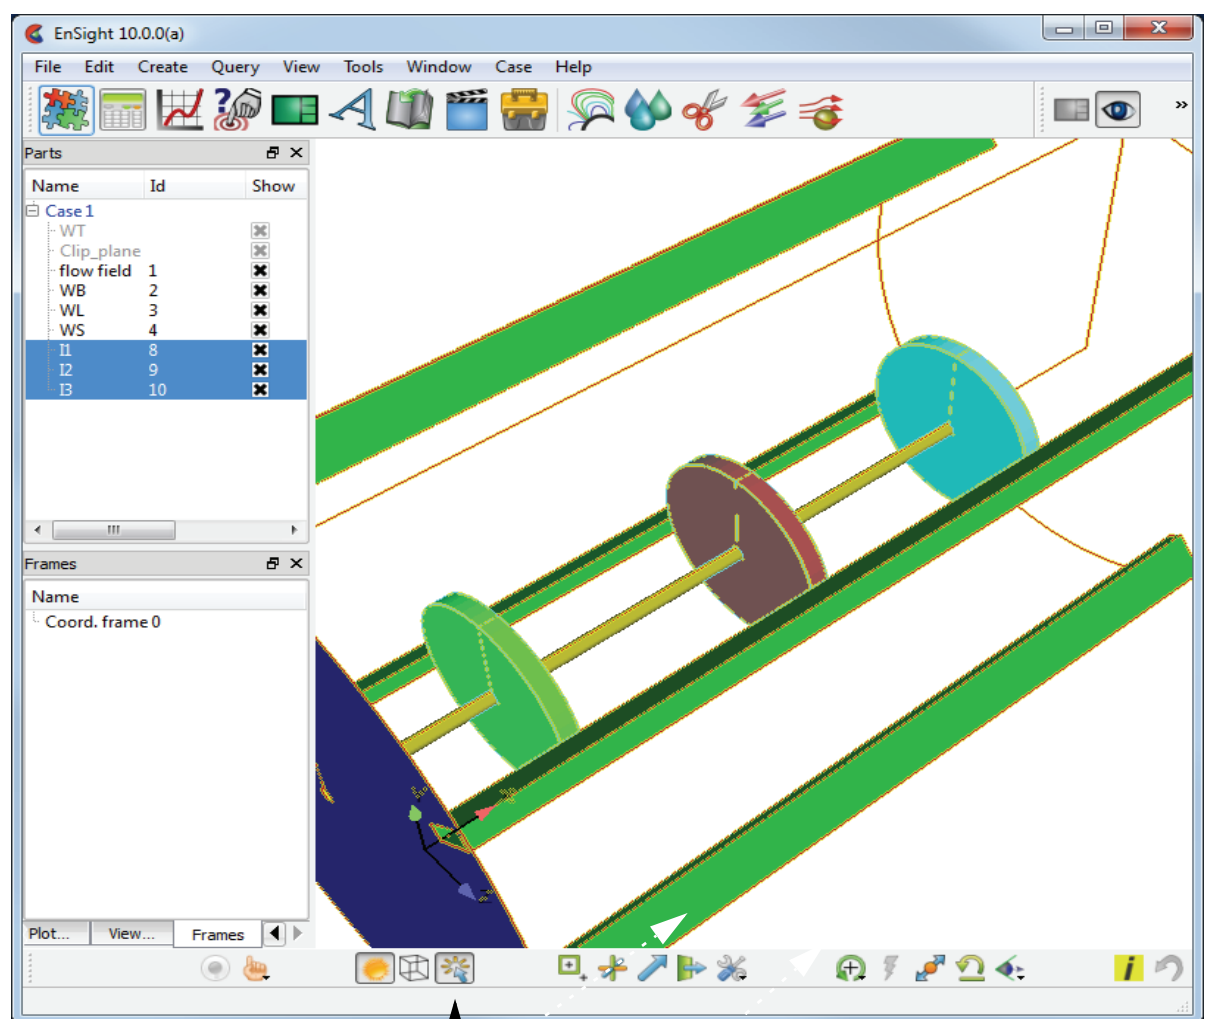 EnSight 10.0.0(a)
File Edit Create Query View Tools Window Case Help
»
Parts
Name Id Show
Case 1
WT
Clip_plane
flow field 1
WB 2
WL 3
WS 4
I1 8
I2 9
I3 10
Frames
Name
Coord. frame 0
Plot... View... Frames